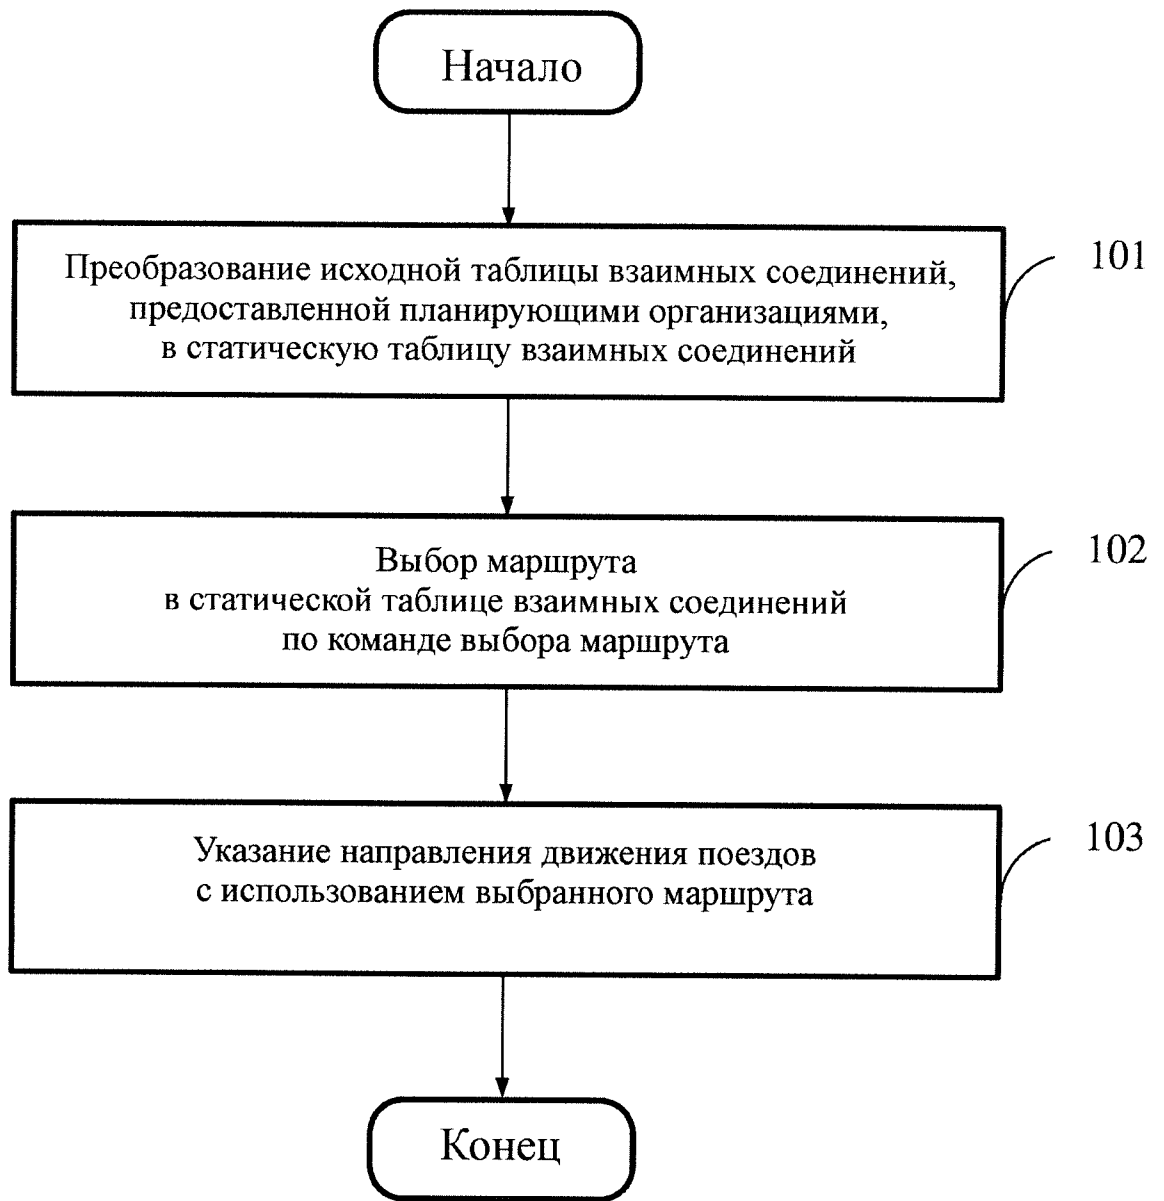 Начало
Преобразование исходной таблицы взаимных соединений,
предоставленной планирующими организациями,
в статическую таблицу взаимных соединений
101
Выбор маршрута
в статической таблице взаимных соединений
по команде выбора маршрута
102
Указание направления движения поездов
с использованием выбранного маршрута
103
Конец